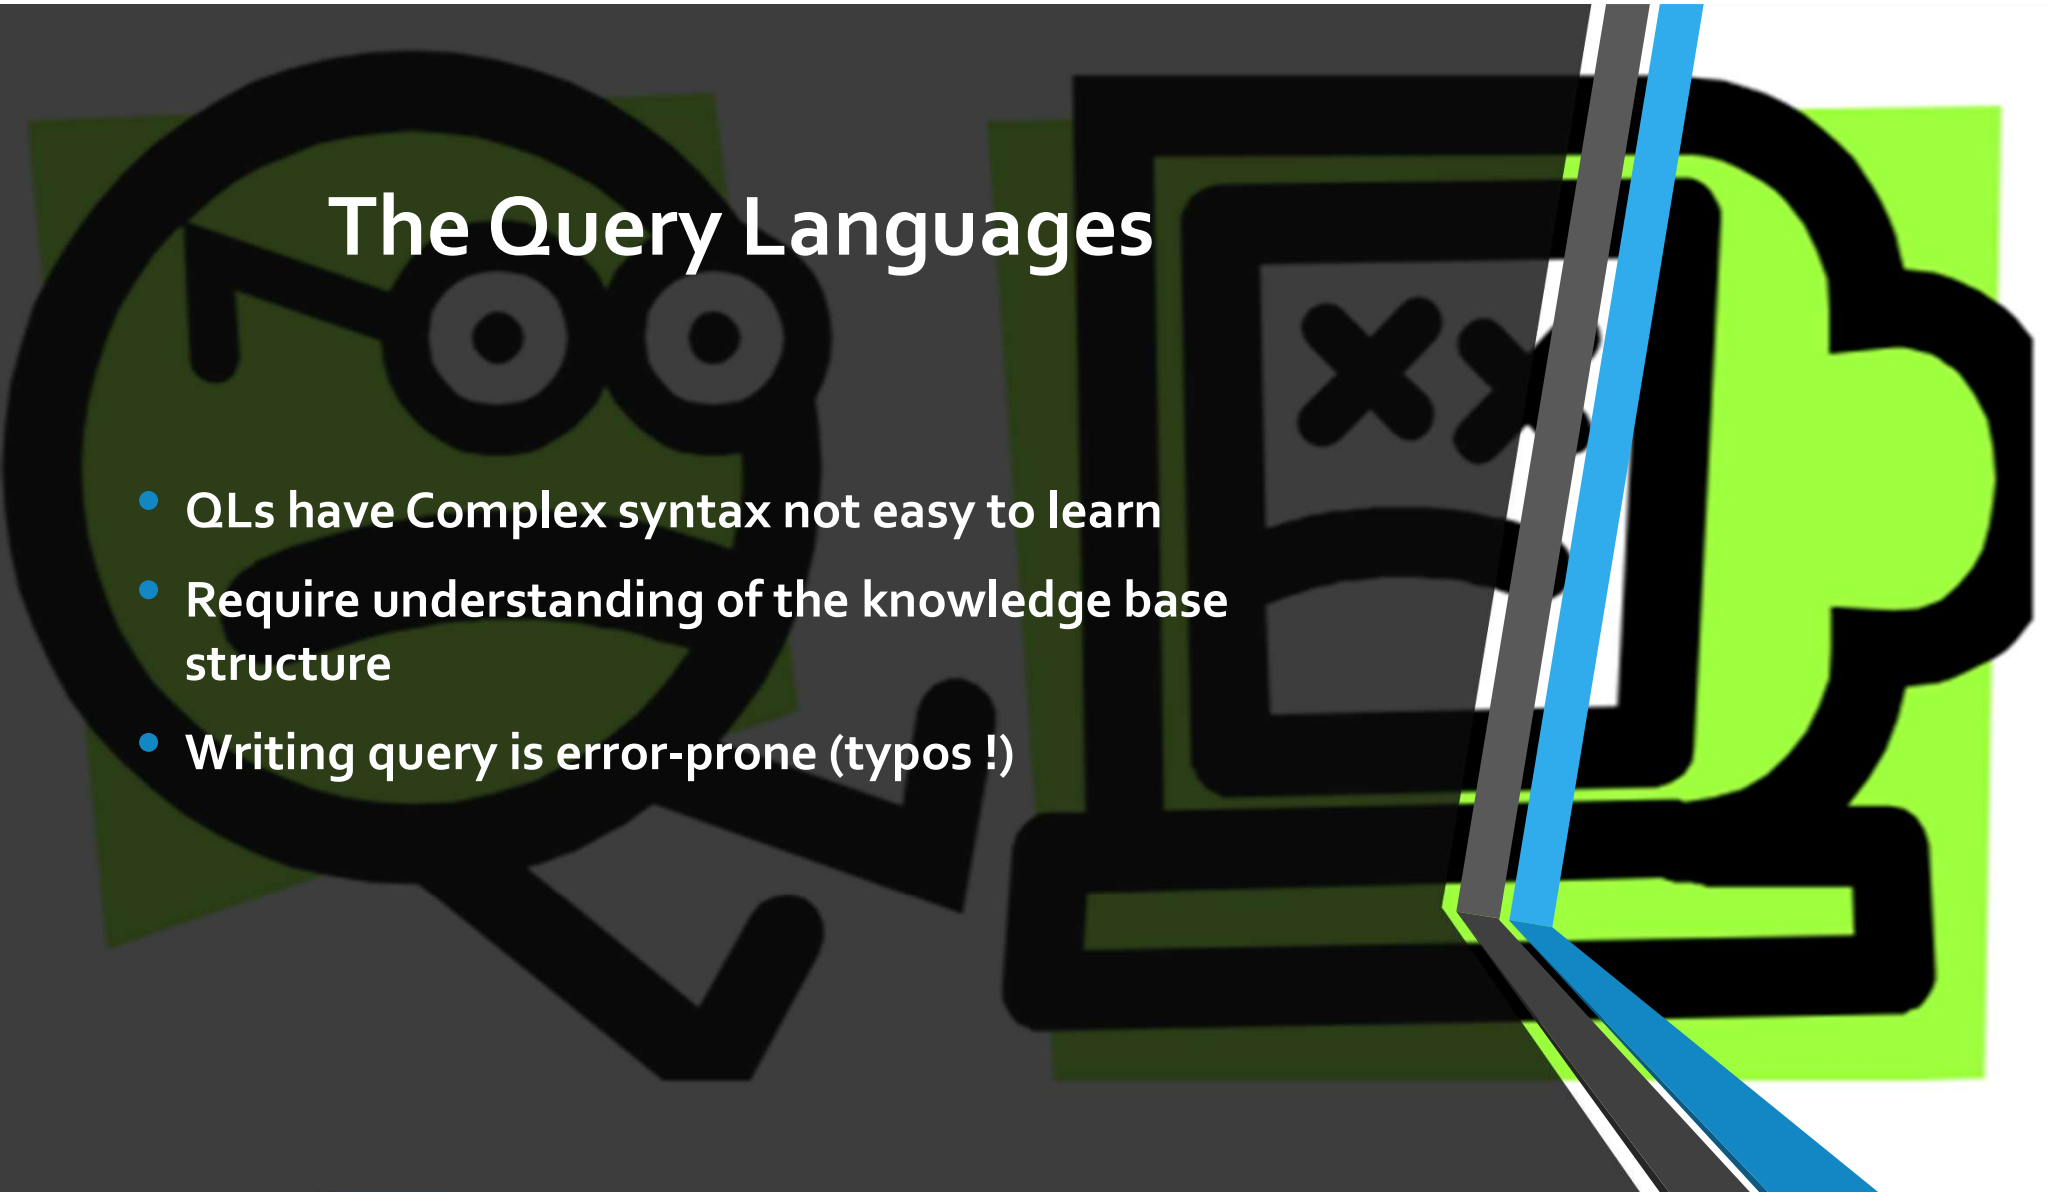 The Query Languages
QLs have Complex syntax not easy to learn
Require understanding of the knowledge base
structure
Writing query is error-prone (typos !)